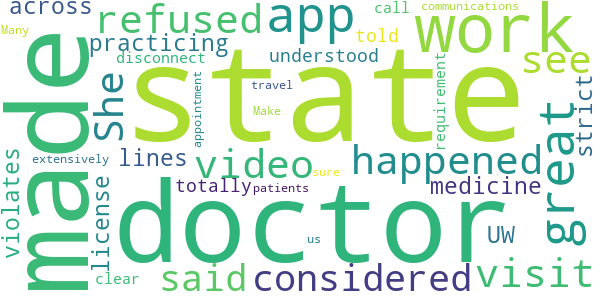 across
refused
app
call
communications
Many
told
work
practicing
disconnect
understood
see
She
state
made
appointment
travel
Make
requirement
strict
great
extensively
lines
video
happened
violates
license
totally
patients
sure
medicine
doctor
us
UW
clear
said
considered
visit